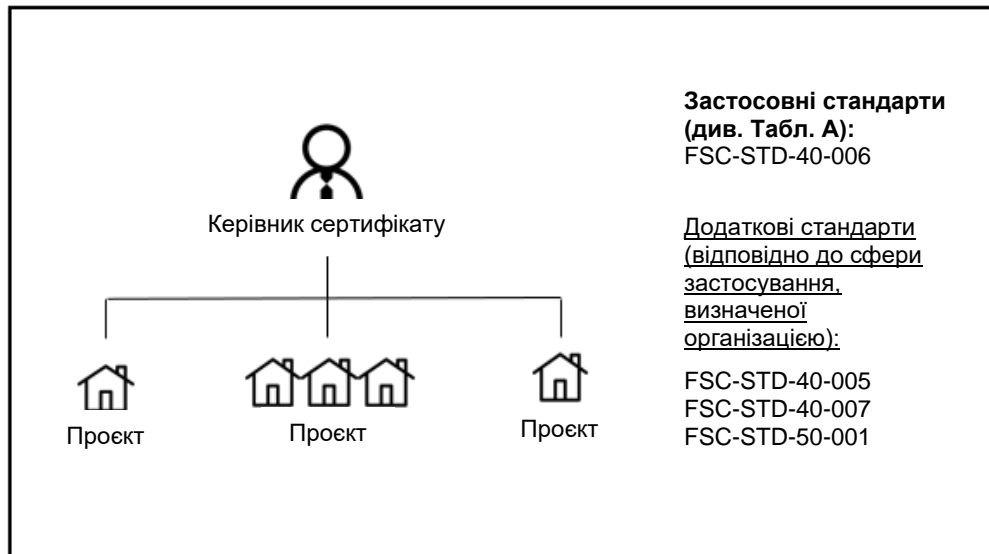 Застосовні стандарти
(див. Табл. А):
FSC-STD-40-006
Керівник сертифікату
Додаткові стандарти
(відповідно до сфери
застосування,
визначеної
організацією):
FSC-STD-40-005
FSC-STD-40-007
FSC-STD-50-001
Проєкт
Проєкт
Проєкт